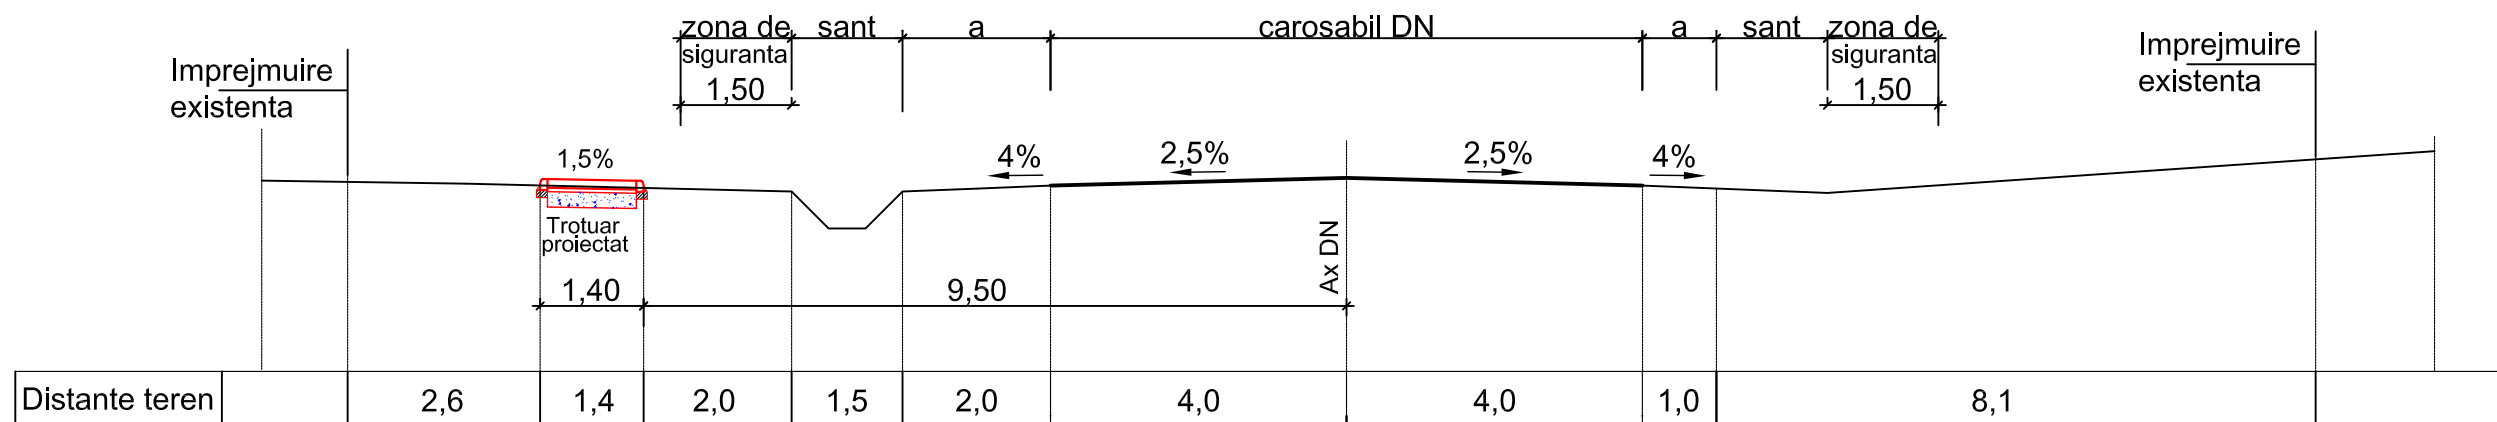 zona de sant a carosabil DN a sant zona de
siguranta siguranta
1,50 1,50
Imprejmuire
existenta
Imprejmuire
existenta
1,5% 4% 2,5% 2,5% 4%
Trotuar
proiectat
Ax DN
1,40 9,50
Distante teren 2,6 1,4 2,0 1,5 2,0 4,0 4,0 1,0 8,1